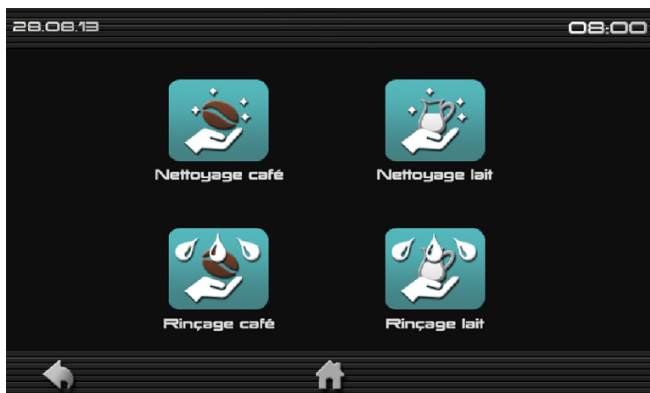 28.08.13
08:00
Nettoyage café
Nettoyage lait
Rinçage café
Rinçage lait